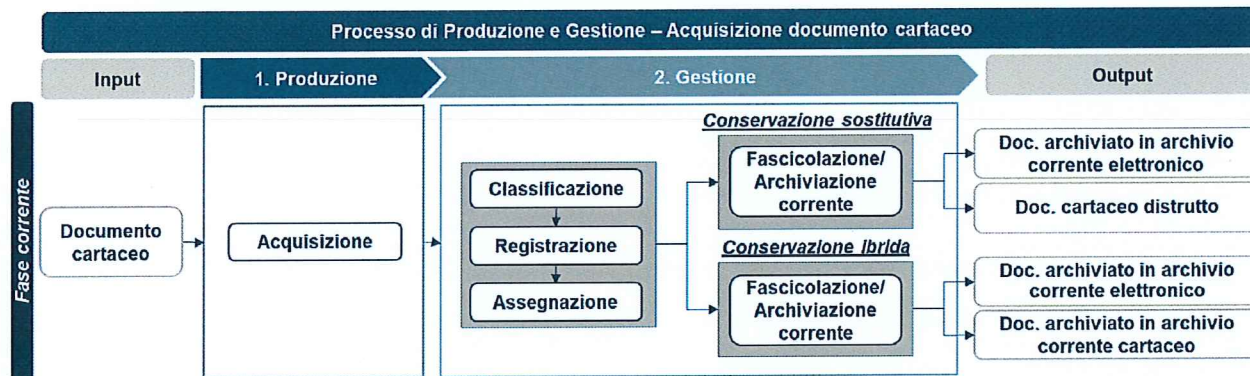 Processo di Produzione e Gestione – Acquisizione documento cartaceo
Input
1. Produzione
2. Gestione
Output
Fase corrente
Documento
cartaceo
Acquisizione
Classificazione
Registrazione
Assegnazione
Conservazione sostitutiva
Fascicolazione/
Archiviazione
corrente
Conservazione ibrida
Fascicolazione/
Archiviazione
corrente
Doc. archiviato in archivio
corrente elettronico
Doc. cartaceo distrutto
Doc. archiviato in archivio
corrente elettronico
Doc. archiviato in archivio
corrente cartaceo